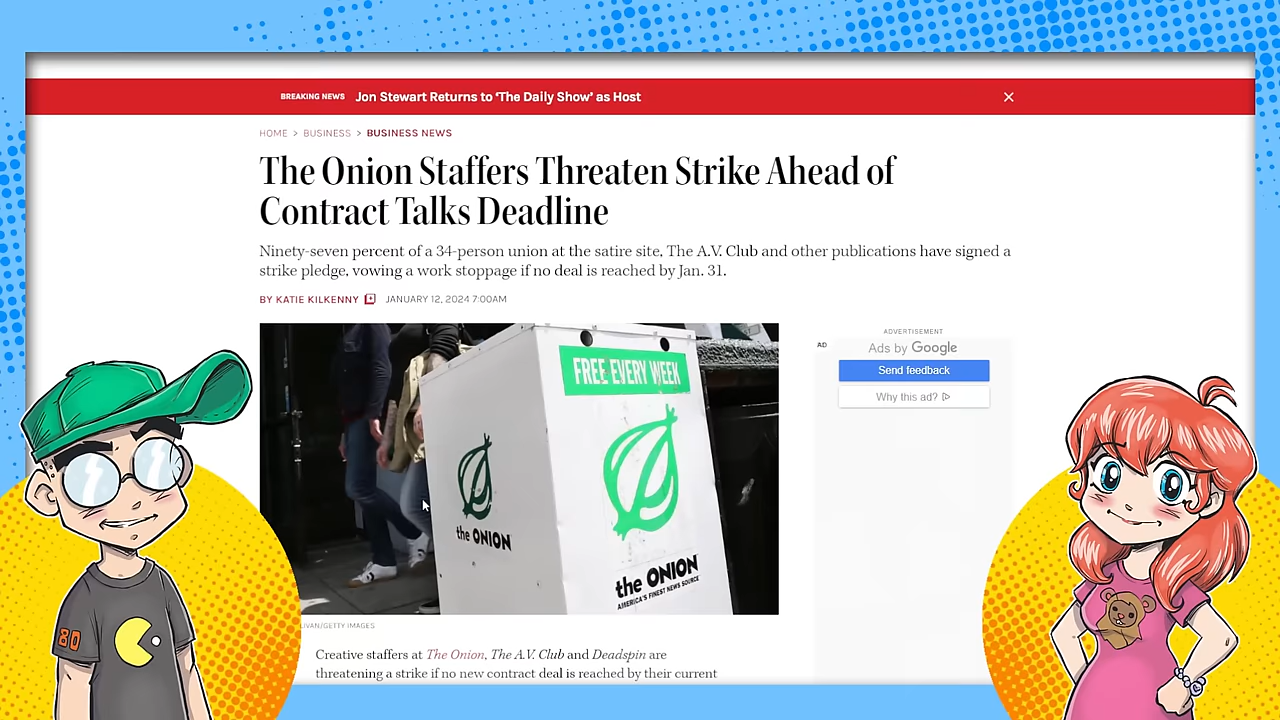 BREAKING NEWS Jon Stewart Returns to ‘The Daily Show’ as Host
HOME > BUSINESS > BUSINESS NEWS
The Onion Staffers Threaten Strike Ahead of
Contract Talks Deadline
Ninety-seven percent of a 34-person union at the satire site, The A.V. Club and other publications have signed a
strike pledge, vowing a work stoppage if no deal is reached by Jan. 31.
BY KATIE KILKENNY JANUARY 12, 2024 7:00AM
ADVERTISEMENT
AD
Ads by Google
Send feedback
Why this ad?
FREE EVERY WEEK
the ONION
the ONION
AMERICA'S FINEST NEWS SOURCE
/GETTY IMAGES
Creative staffers at The Onion, The A.V. Club and Deadspin are
threatening a strike if no new contract deal is reached by their current
80